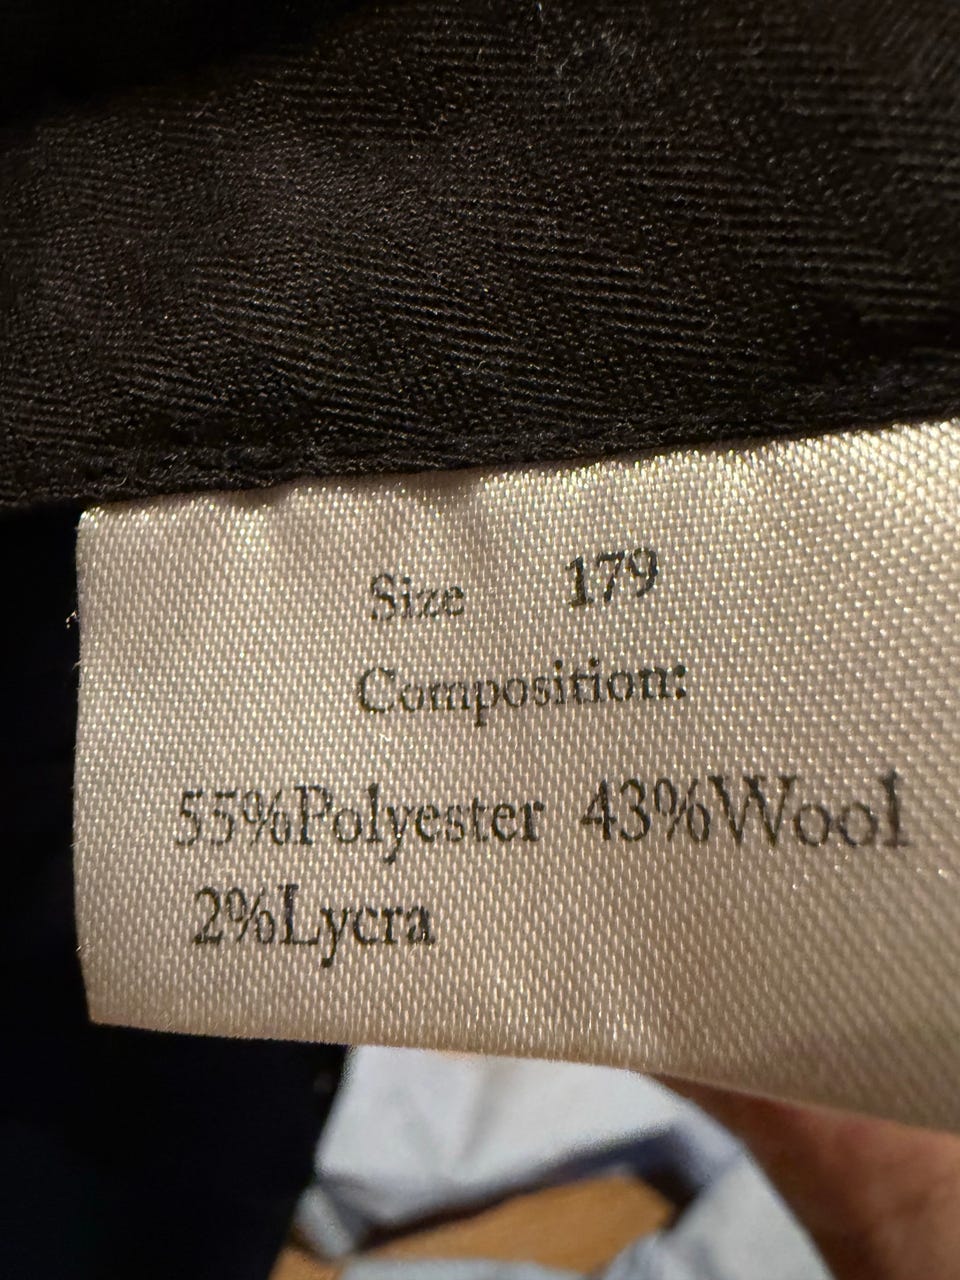 Size 179
Composition:
55%Polyester 43%Wool
2%Lycra